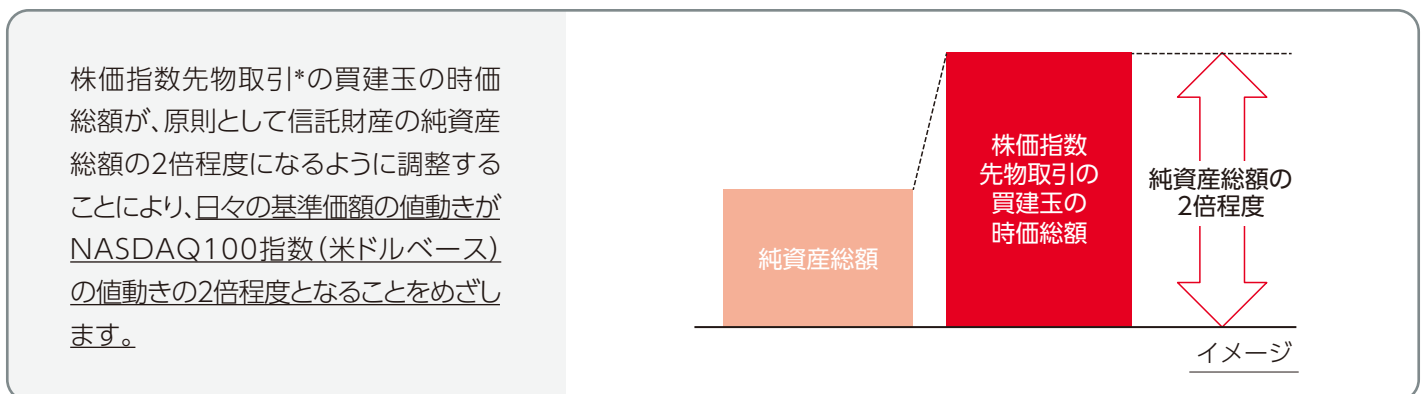 株価指数先物取引*の買建玉の時価
総額が、原則として信託財産の純資産
総額の2倍程度になるように調整する
ことにより、日々の基準価額の値動きが
NASDAQ100指数(米ドルベース)
の値動きの2倍程度となることをめざし
ます。
純資産総額
株価指数
先物取引の
買建玉の
時価総額
純資産総額の
2倍程度
イメージ